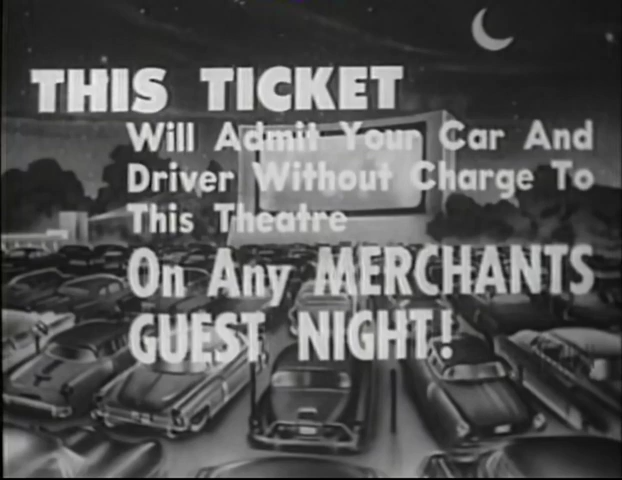 THIS TICKET
Will Admit Your Car And
Driver Without Charge To
This Theatre
On Any MERCHANTS
GUEST NIGHT!